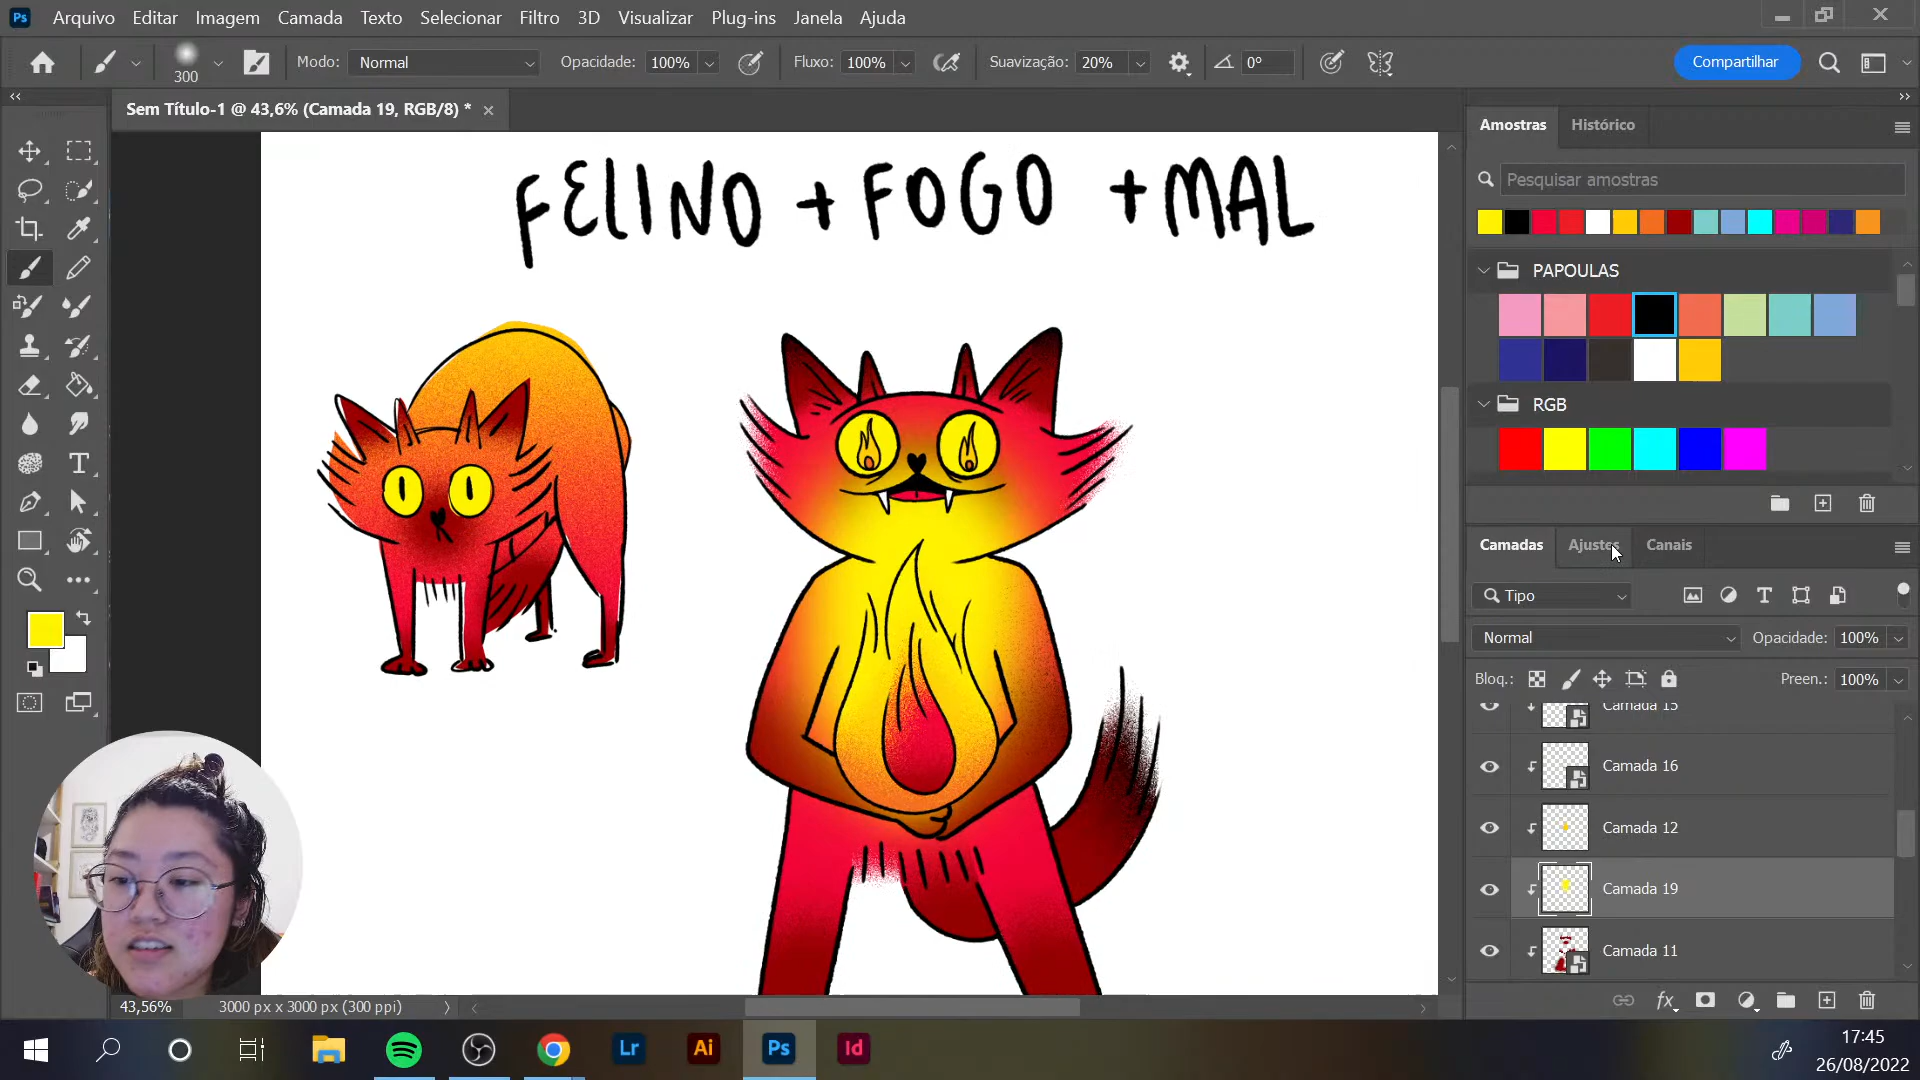 Ps Arquivo Editar Imagem Camada Texto Selecionar Filtro 3D Visualizar Plug-ins Janela Ajuda
300 Modo: Normal Opacidade: 100% Fluxo: 100% Suavização: 20% 0° Compartilhar
Sem Título-1 @ 43,6% (Camada 19, RGB/8) * ×
Amostras Histórico
Pesquisar amostras
FELINO + FOGO + MAL
PAPOULAS
RGB
Camadas Ajustes Canais
Tipo
Normal Opacidade: 100%
Bloq.: Preen.: 100%
Camada 15
Camada 16
Camada 12
Camada 19
Camada 11
43,56% 3000 px x 3000 px (300 ppi)
Lr Ai Ps Id
17:45
26/08/2022